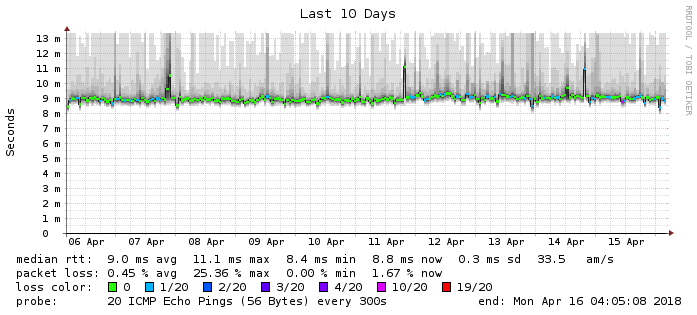 Last 10 Days
RRDTOOL / TOBI OETIKER
Seconds
13 m
12 m
11 m
10 m
9 m
8 m
7 m
6 m
5 m
4 m
3 m
2 m
1 m
0
06 Apr 07 Apr 08 Apr 09 Apr 10 Apr 11 Apr 12 Apr 13 Apr 14 Apr 15 Apr
median rtt: 9.0 ms avg 11.1 ms max 8.4 ms min 8.8 ms now 0.3 ms sd 33.5 am/s
packet loss: 0.45 % avg 25.36 % max 0.00 % min 1.67 % now
loss color: 0 1/20 2/20 3/20 4/20 10/20 19/20
probe: 20 ICMP Echo Pings (56 Bytes) every 300s end: Mon Apr 16 04:05:08 2018